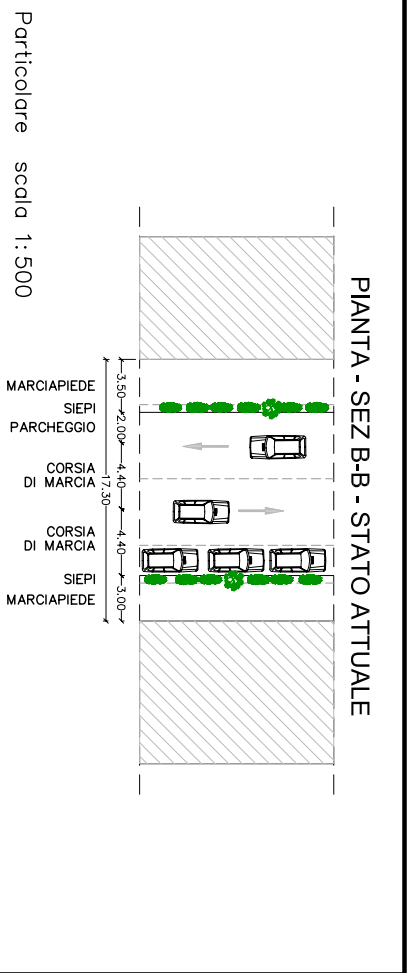 PIANTA - SEZ B-B - STATO ATTUALE
MARCIAPIEDE
SIEPI
PARCHEGGIO
CORSIA
DI MARCIA
CORSIA
DI MARCIA
SIEPI
MARCIAPIEDE
3.50
2.00
4.40
4.40
3.00
17.30
Particolare scala 1:500